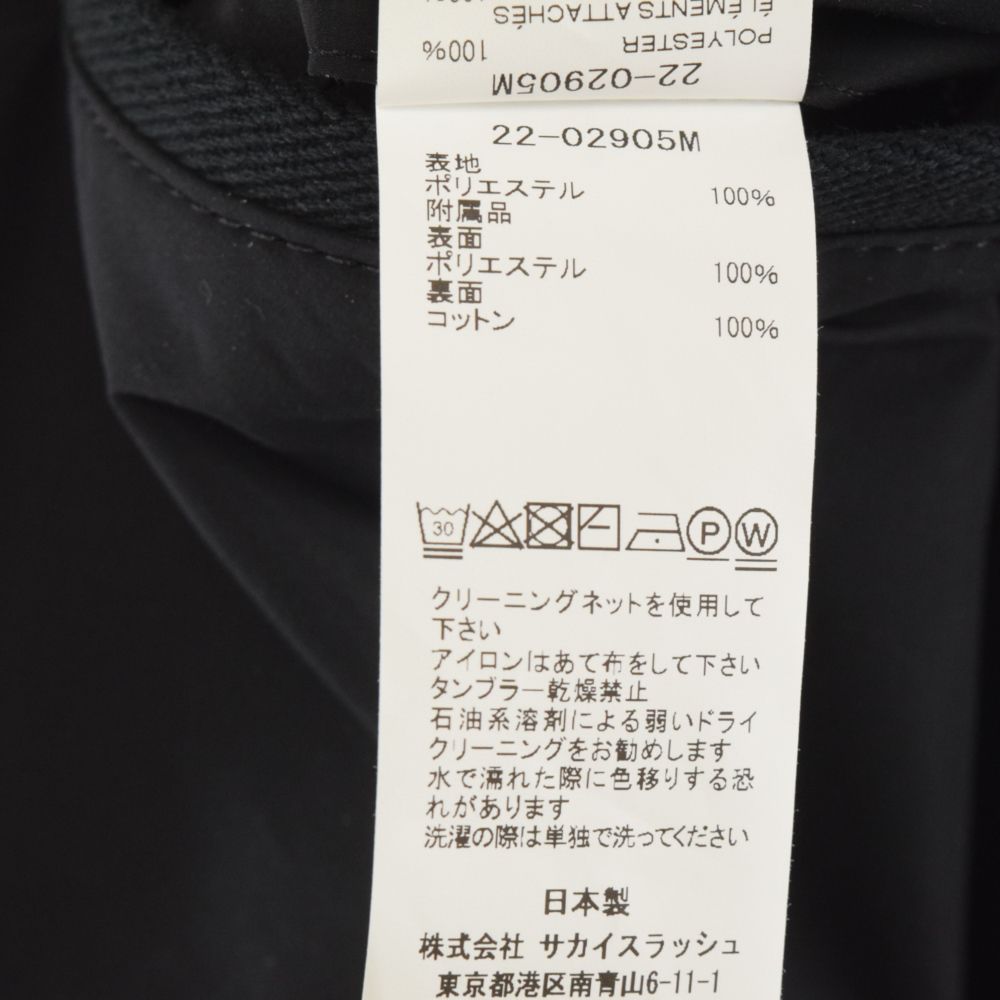 100%
ÉLÉMENTS ATTACHÉS
POLYESTER 100%
22-02905M
22-02905M
表地
ポリエステル 100%
附属品
表面
ポリエステル 100%
裏面
コットン 100%
30 P W
クリーニングネットを使用して
下さい
アイロンはあて布をして下さい
タンブラー乾燥禁止
石油系溶剤による弱いドライ
クリーニングをお勧めします
水で濡れた際に色移りする恐
れがあります
洗濯の際は単独で洗ってください
日本製
株式会社 サカイスラッシュ
東京都港区南青山6-11-1